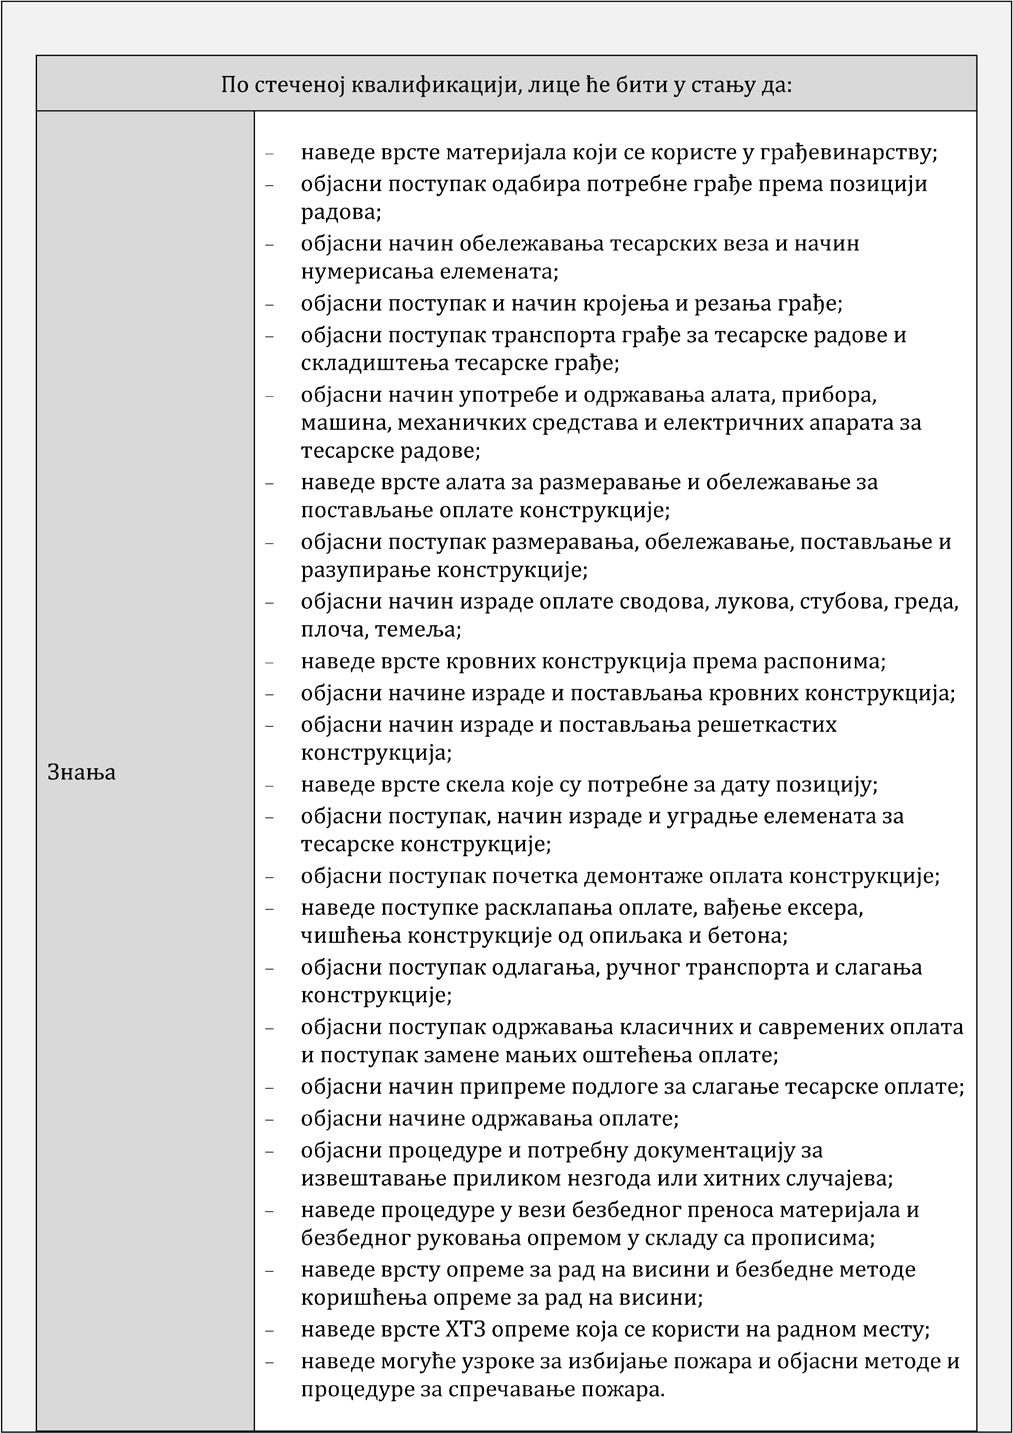 По стеченој квалификацији, лице ће бити у стању да:
Знања
– наведе врсте материјала који се користе у грађевинарству;
– објасни поступак одабира потребне грађе према позицији
радова;
– објасни начин обележавања тесарских веза и начин
нумерисања елемената;
– објасни поступак и начин кројења и резања грађе;
– објасни поступак транспорта грађе за тесарске радове и
складиштења тесарске грађе;
– објасни начин употребе и одржавања алата, прибора,
машина, механичких средстава и електричних апарата за
тесарске радове;
– наведе врсте алата за размеравање и обележавање за
постављање оплате конструкције;
– објасни поступак размеравања, обележавање, постављање и
разупирање конструкције;
– објасни начин израде оплате сводова, лукова, стубова, греда,
плоча, темеља;
– наведе врсте кровних конструкција према распонима;
– објасни начине израде и постављања кровних конструкција;
– објасни начин израде и постављања решеткастих
конструкција;
– наведе врсте скела које су потребне за дату позицију;
– објасни поступак, начин израде и уградње елемената за
тесарске конструкције;
– објасни поступак почетка демонтаже оплата конструкције;
– наведе поступке расклапања оплате, вађење ексера,
чишћења конструкције од опиљака и бетона;
– објасни поступак одлагања, ручног транспорта и слагања
конструкције;
– објасни поступак одржавања класичних и савремених оплата
и поступак замене мањих оштећења оплате;
– објасни начин припреме подлоге за слагање тесарске оплате;
– објасни начине одржавања оплате;
– објасни процедуре и потребну документацију за
извештавање приликом незгода или хитних случајева;
– наведе процедуре у вези безбедног преноса материјала и
безбедног руковања опремом у складу са прописима;
– наведе врсту опреме за рад на висини и безбедне методе
коришћења опреме за рад на висини;
– наведе врсте ХТЗ опреме која се користи на радном месту;
– наведе могуће узроке за избијање пожара и објасни методе и
процедуре за спречавање пожара.